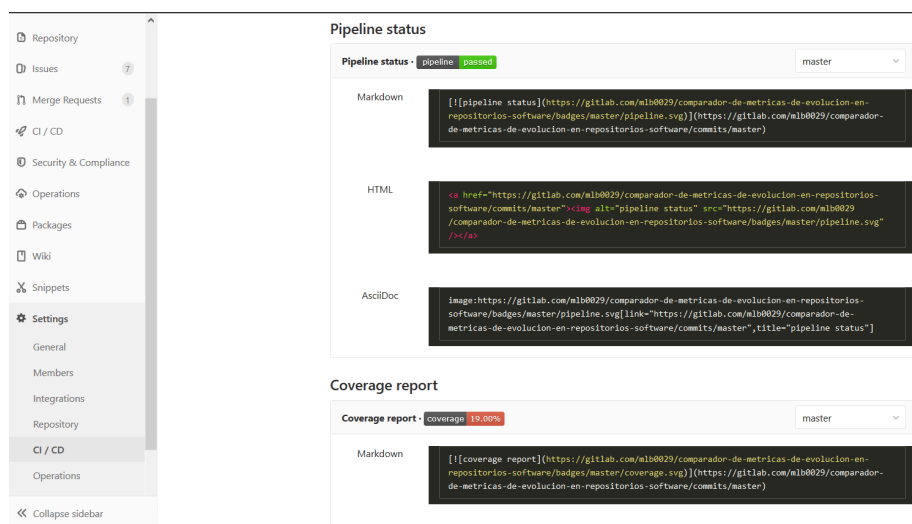 Repository
Issues 7
Merge Requests 1
CI / CD
Security & Compliance
Operations
Packages
Wiki
Snippets
Settings
General
Members
Integrations
Repository
CI / CD
Operations
Collapse sidebar
Pipeline status
Pipeline status · pipeline passed master
Markdown
[![pipeline status](https://gitlab.com/mlb0029/comparador-de-metricas-de-evolucion-en-
repositorios-software/badges/master/pipeline.svg)](https://gitlab.com/mlb0029/comparador-
de-metricas-de-evolucion-en-repositorios-software/commits/master)
HTML
<a href="https://gitlab.com/mlb0029/comparador-de-metricas-de-evolucion-en-repositorios-
software/commits/master"><img alt="pipeline status" src="https://gitlab.com/mlb0029
/comparador-de-metricas-de-evolucion-en-repositorios-software/badges/master/pipeline.svg"
/></a>
AsciiDoc
image:https://gitlab.com/mlb0029/comparador-de-metricas-de-evolucion-en-repositorios-
software/badges/master/pipeline.svg[link="https://gitlab.com/mlb0029/comparador-de-
metricas-de-evolucion-en-repositorios-software/commits/master",title="pipeline status"]
Coverage report
Coverage report · coverage 19.00% master
Markdown
[![coverage report](https://gitlab.com/mlb0029/comparador-de-metricas-de-evolucion-en-
repositorios-software/badges/master/coverage.svg)](https://gitlab.com/mlb0029/comparador-
de-metricas-de-evolucion-en-repositorios-software/commits/master)